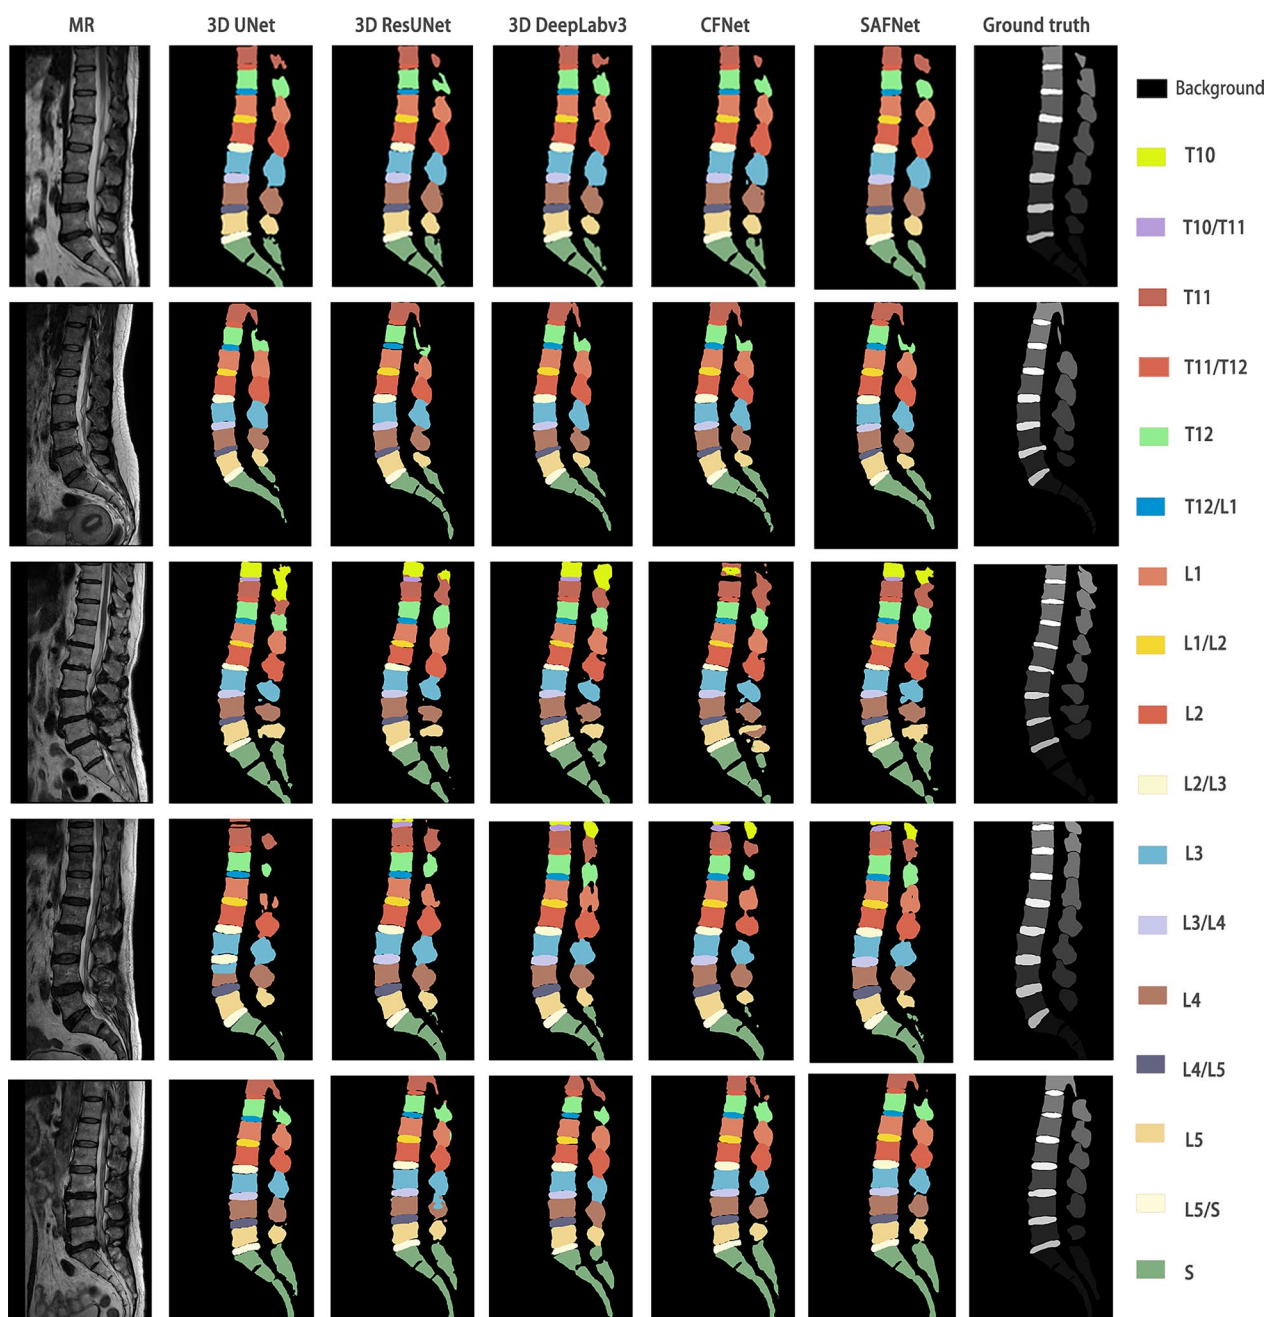 MR 3D UNet 3D ResUNet 3D DeepLabv3 CFNet SAFNet Ground truth
Background
T10
T10/T11
T11
T11/T12
T12
T12/L1
L1
L1/L2
L2
L2/L3
L3
L3/L4
L4
L4/L5
L5
L5/S
S